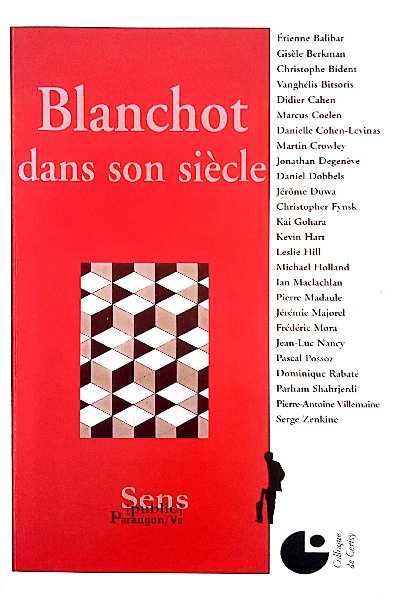 Blanchot
dans son siècle
Étienne Balibar
Gisèle Berkman
Christophe Bident
Vanghélis Bitsoris
Didier Cahen
Marcus Coelen
Danielle Cohen-Levinas
Martin Crowley
Jonathan Degenève
Daniel Dobbels
Jérôme Duwa
Christopher Fynsk
Kai Gohara
Kevin Hart
Leslie Hill
Michael Holland
Ian Maclachlan
Pierre Madaule
Jérémie Majorel
Frédéric Mora
Jean-Luc Nancy
Pascal Possoz
Dominique Rabaté
Parham Shahrjerdi
Pierre-Antoine Villemaine
Serge Zenkine
Sens
[public]
Parangon/Vs
Colloque
de Cerisy